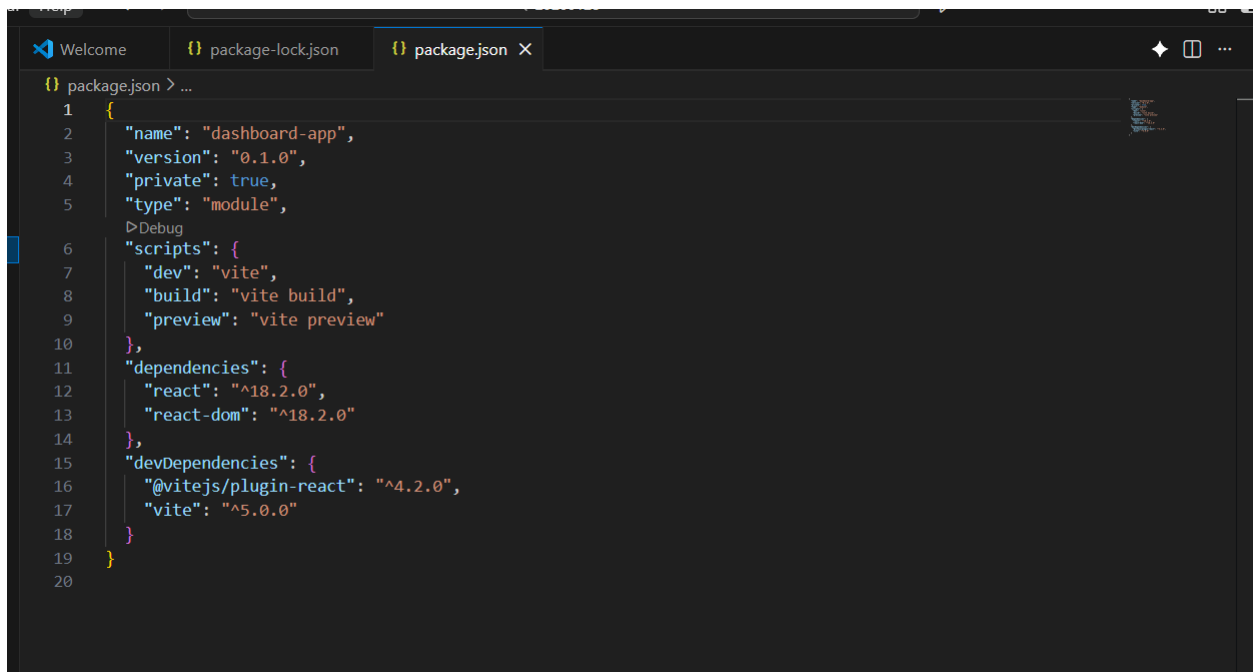 Help
Welcome
package-lock.json
package.json
package.json > ...
1 {
2 "name": "dashboard-app",
3 "version": "0.1.0",
4 "private": true,
5 "type": "module",
Debug
6 "scripts": {
7 "dev": "vite",
8 "build": "vite build",
9 "preview": "vite preview"
10 },
11 "dependencies": {
12 "react": "^18.2.0",
13 "react-dom": "^18.2.0"
14 },
15 "devDependencies": {
16 "@vitejs/plugin-react": "^4.2.0",
17 "vite": "^5.0.0"
18 }
19 }
20